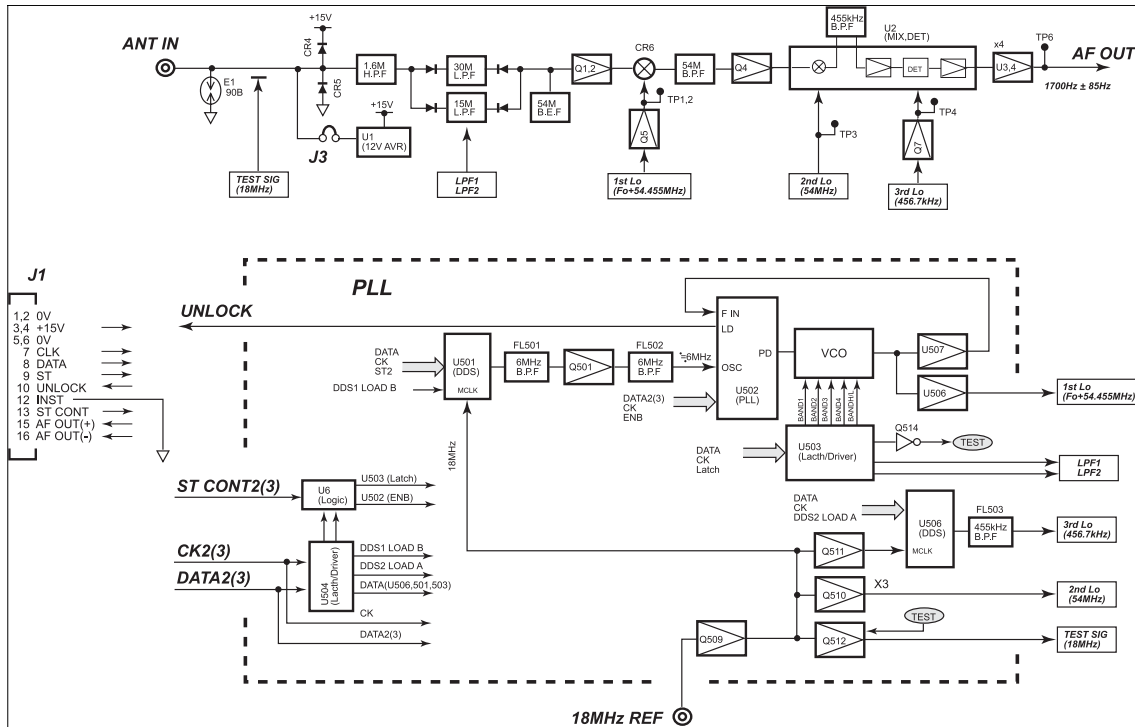 ANT IN
+15V
CR4
CR5
E1
90B
TEST SIG
(18MHz)
J3
+15V
U1
(12V AVR)
1.6M
H.P.F
30M
L.P.F
15M
L.P.F
LPF1
LPF2
54M
B.E.F
Q1,2
CR6
TP1,2
Q5
1st Lo
(Fo+54.455MHz)
54M
B.P.F
Q4
455kHz
B.P.F
U2
(MIX,DET)
DET
TP3
2nd Lo
(54MHz)
TP4
Q7
3rd Lo
(456.7kHz)
x4
U3,4
TP6
AF OUT
1700Hz ± 85Hz
J1
1,2 0V
3,4 +15V
5,6 0V
7 CLK
8 DATA
9 ST
10 UNLOCK
12 INST
13 ST CONT
15 AF OUT(+)
16 AF OUT(-)
PLL
UNLOCK
DATA
CK
ST2
DDS1 LOAD B
U501
(DDS)
MCLK
18MHz
FL501
6MHz
B.P.F
Q501
FL502
6MHz
B.P.F
≒6MHz
DATA2(3)
CK
ENB
F IN
LD
PD
OSC
U502
(PLL)
VCO
BAND1
BAND2
BAND3
BAND4
BANDH/L
U507
U506
1st Lo
(Fo+54.455MHz)
DATA
CK
Latch
U503
(Lacth/Driver)
Q514
TEST
LPF1
LPF2
ST CONT2(3)
U6
(Logic)
U503 (Latch)
U502 (ENB)
CK2(3)
DATA2(3)
U504
(Lacth/Driver)
DDS1 LOAD B
DDS2 LOAD A
DATA(U506,501,503)
CK
DATA2(3)
DATA
CK
DDS2 LOAD A
U506
(DDS)
MCLK
FL503
455kHz
B.P.F
3rd Lo
(456.7kHz)
Q511
Q510
X3
2nd Lo
(54MHz)
TEST
Q509
Q512
TEST SIG
(18MHz)
18MHz REF